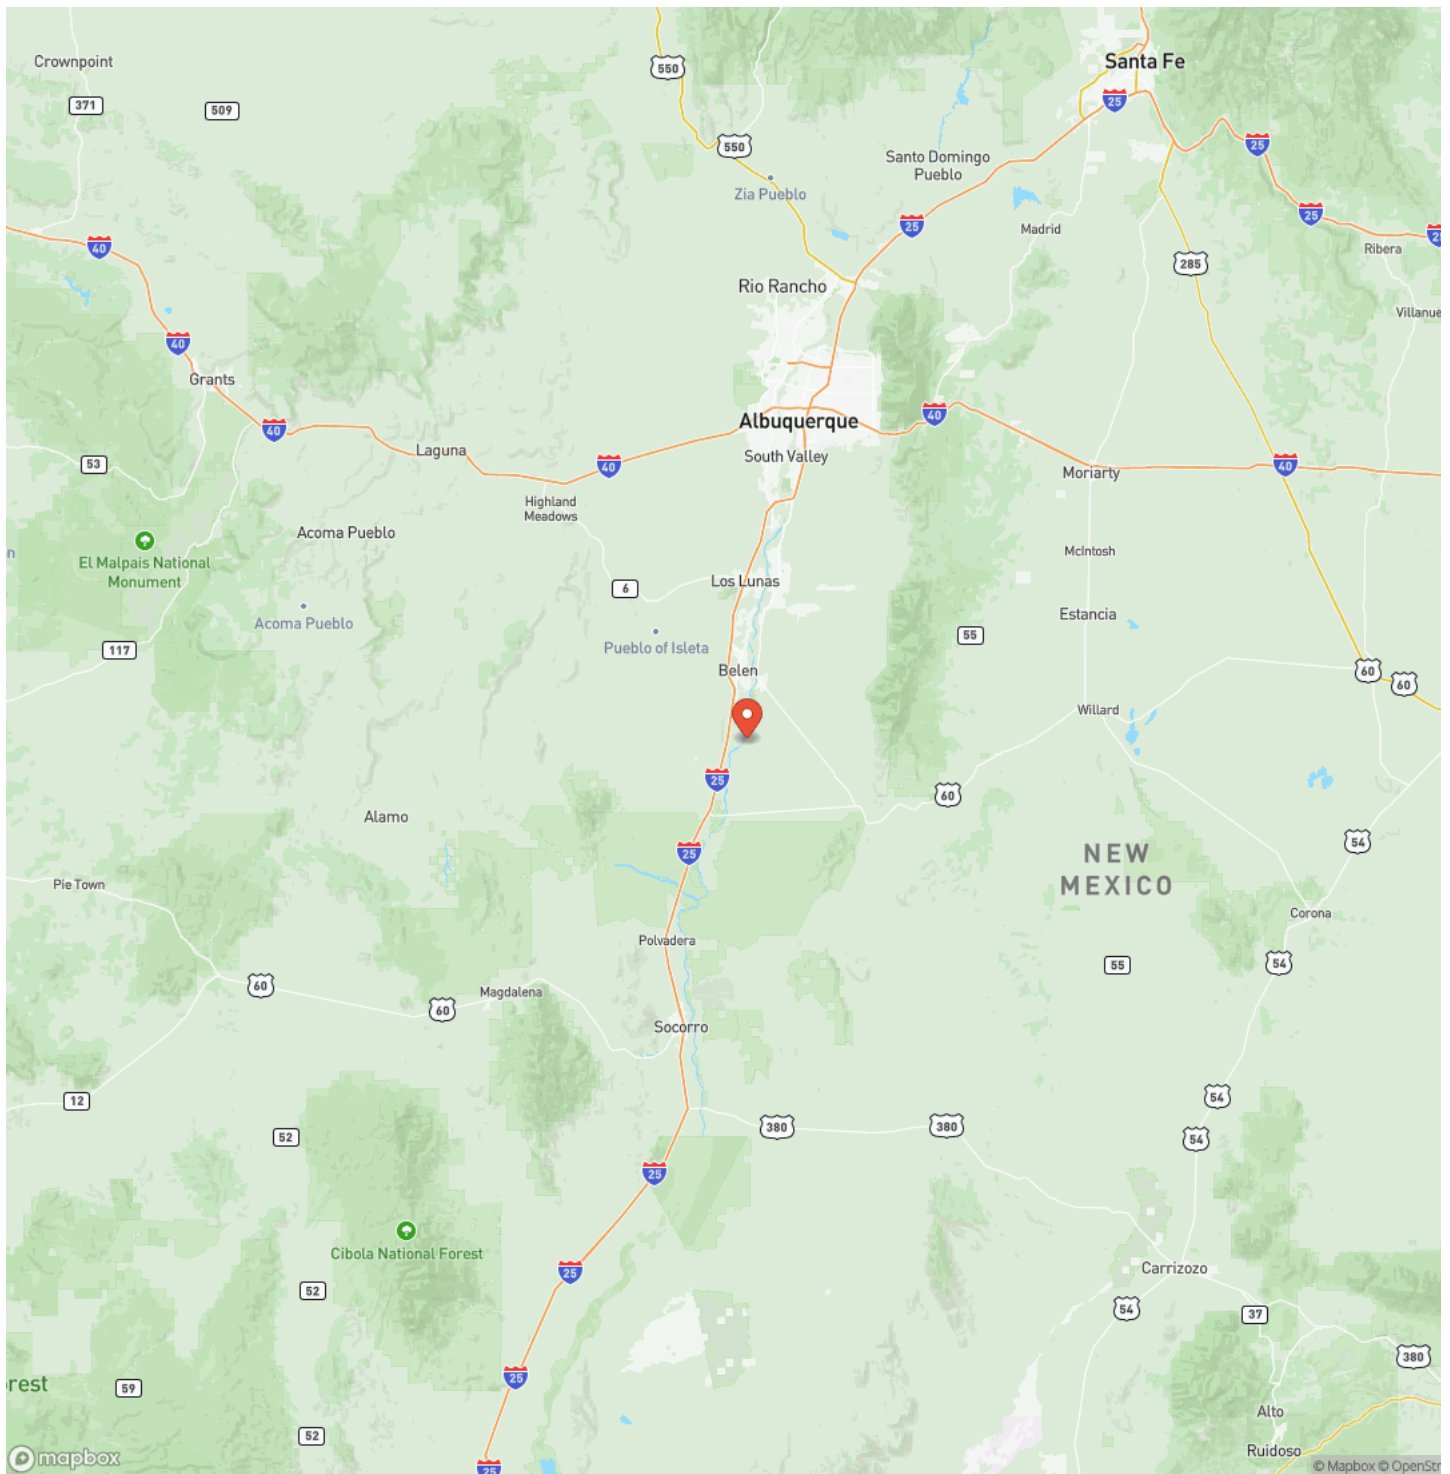 Santa Fe
Crownpoint
550
371
25
509
25
550
Santo Domingo
Pueblo
Zia Pueblo
25
25
25
Madrid
40
Ribera
285
Rio Rancho
Villanue
40
Grants
40
Albuquerque
40
Laguna
South Valley
53
40
40
Moriarty
Highland
Meadows
Acoma Pueblo
n
McIntosh
El Malpais National
Monument
Los Lunas
6
Estancia
Acoma Pueblo
55
117
Pueblo of Isleta
Belen
60
60
Willard
25
60
Alamo
54
25
NEW
MEXICO
Pie Town
Corona
Polvadera
54
55
60
Magdalena
60
Socorro
54
12
380
380
52
54
25
Cibola National Forest
Carrizozo
25
52
54
37
380
25
rest
59
Alto
52
Ruidoso
mapbox
25
© Mapbox © OpenStr